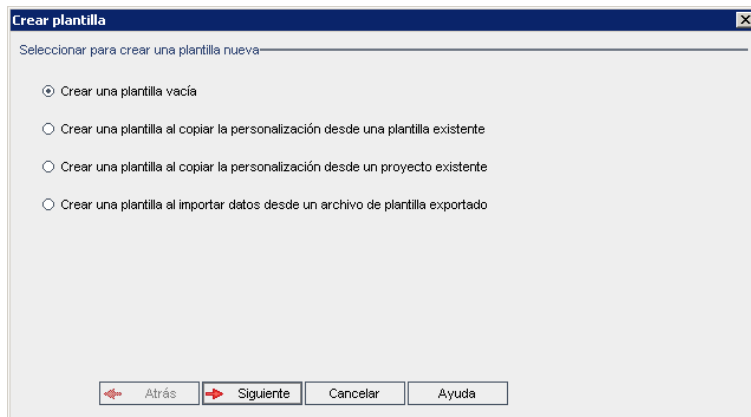 Crear plantilla
Seleccionar para crear una plantilla nueva
Crear una plantilla vacía
Crear una plantilla al copiar la personalización desde una plantilla existente
Crear una plantilla al copiar la personalización desde un proyecto existente
Crear una plantilla al importar datos desde un archivo de plantilla exportado
Atrás Siguiente Cancelar Ayuda